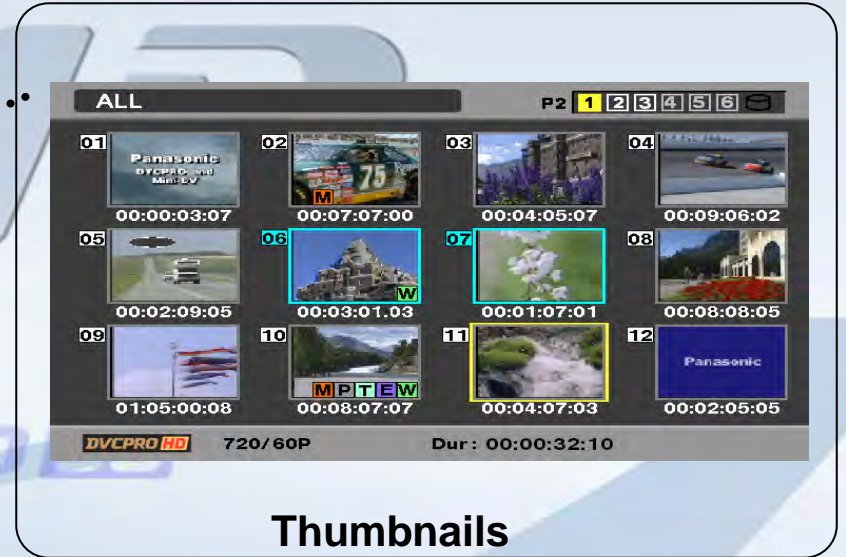 ALL P2 1 2 3 4 5 6
01 02 03 04
Panasonic
DVCPRO and
Mini-DV
75
M
00:00:03:07 00:07:07:00 00:04:05:07 00:09:06:02
05 06 07 08
W
00:02:09:05 00:03:01.03 00:01:07:01 00:08:08:05
09 10 11 12
Panasonic
M P T E W
01:05:00:08 00:08:07:07 00:04:07:03 00:02:05:05
DVCPRO HD 720/60P Dur: 00:00:32:10
Thumbnails